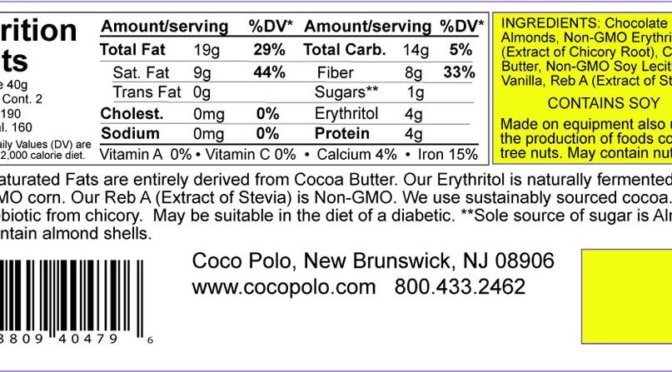 rition
ts
e 40g
Cont. 2
190
al. 160
aily Values (DV) are
2,000 calorie diet.
Amount/serving %DV* Amount/serving %DV*
Total Fat 19g 29% Total Carb. 14g 5%
Sat. Fat 9g 44% Fiber 8g 33%
Trans Fat 0g Sugars** 1g
Cholest. 0mg 0% Erythritol 4g
Sodium 0mg 0% Protein 4g
Vitamin A 0% • Vitamin C 0% • Calcium 4% • Iron 15%
INGREDIENTS: Chocolate
Almonds, Non-GMO Erythri
(Extract of Chicory Root), C
Butter, Non-GMO Soy Lecit
Vanilla, Reb A (Extract of Ste
CONTAINS SOY
Made on equipment also u
the production of foods co
tree nuts. May contain nut
aturated Fats are entirely derived from Cocoa Butter. Our Erythritol is naturally fermented
MO corn. Our Reb A (Extract of Stevia) is Non-GMO. We use sustainably sourced cocoa.
ebiotic from chicory. May be suitable in the diet of a diabetic. **Sole source of sugar is Alm
ntain almond shells.
Coco Polo, New Brunswick, NJ 08906
www.cocopolo.com 800.433.2462
8809 40479 6